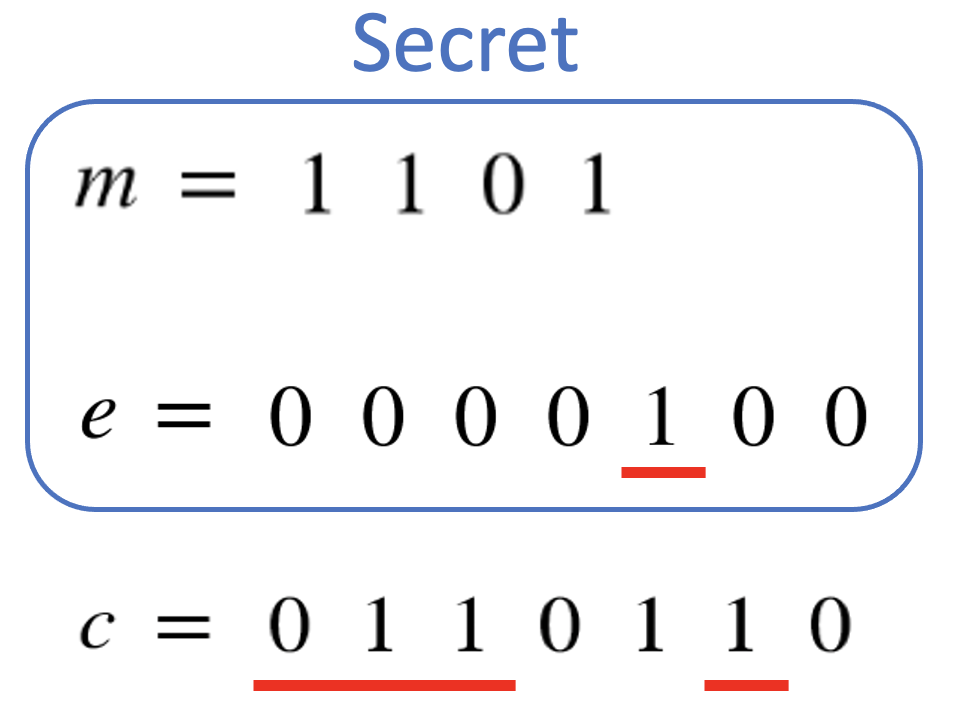 Secret
m = 1 1 0 1
e = 0 0 0 0 1 0 0
c = 0 1 1 0 1 1 0